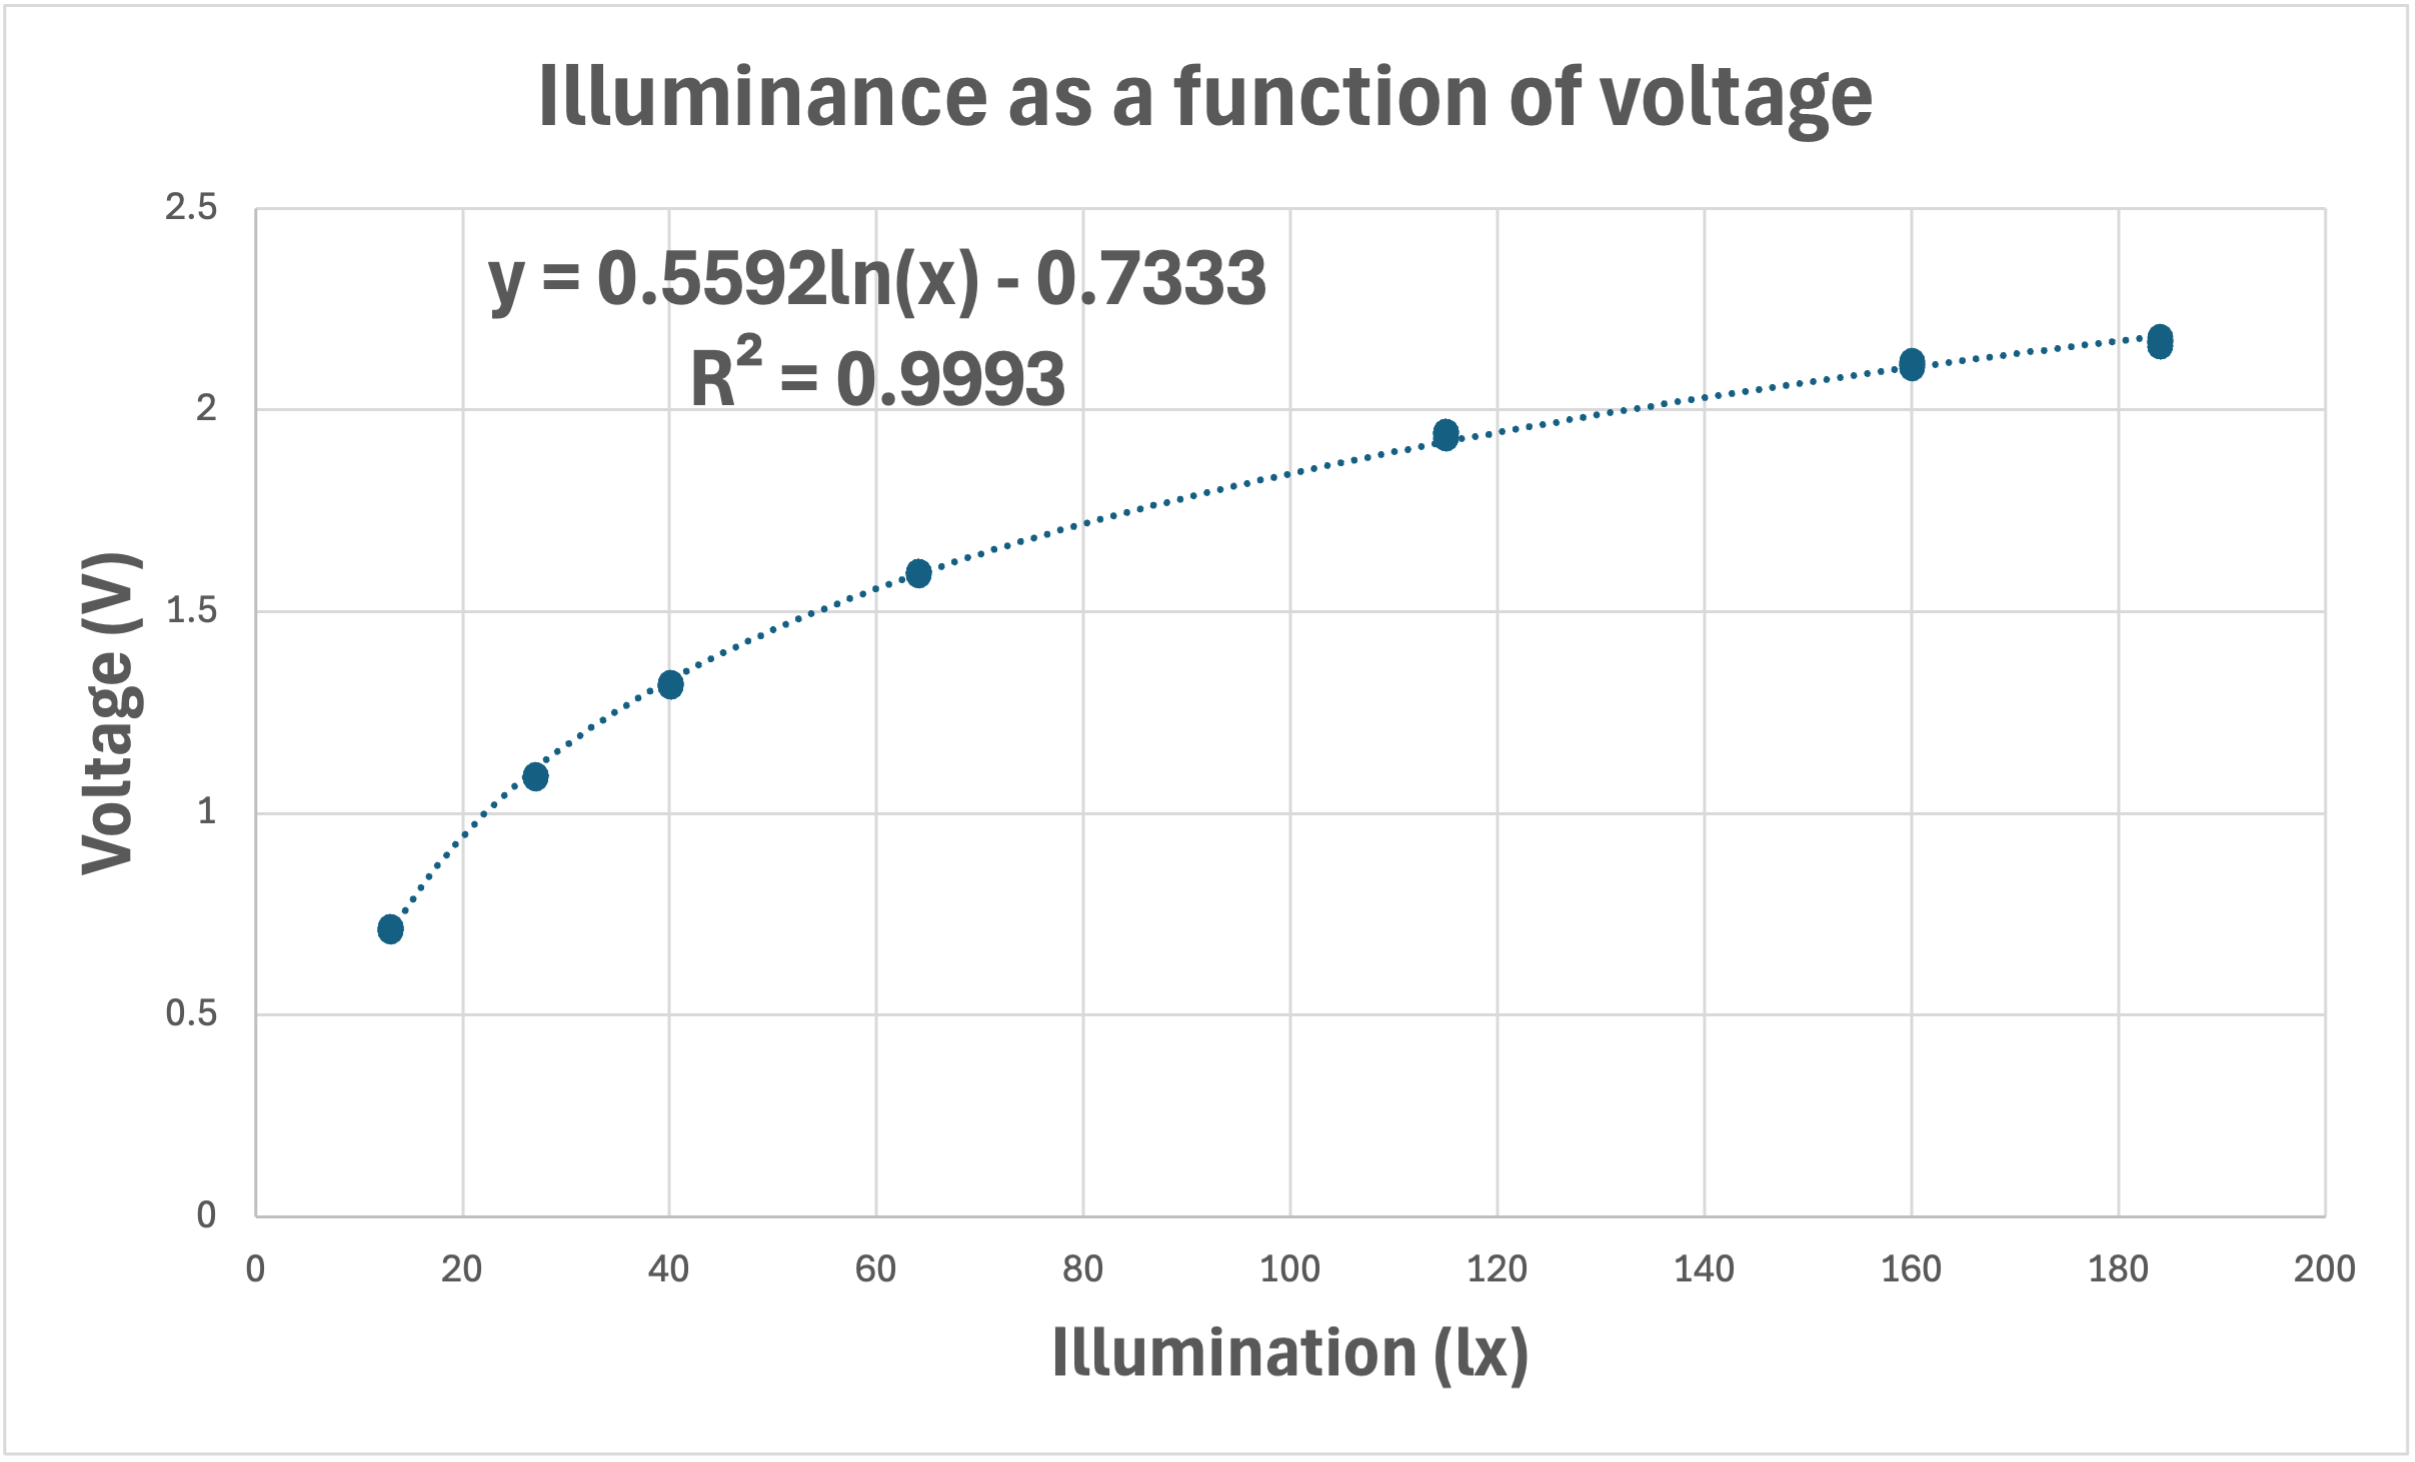 Illuminance as a function of voltage
y = 0.5592ln(x) - 0.7333
R² = 0.9993
2.5
2
1.5
1
0.5
0
Voltage (V)
0 20 40 60 80 100 120 140 160 180 200
Illumination (lx)